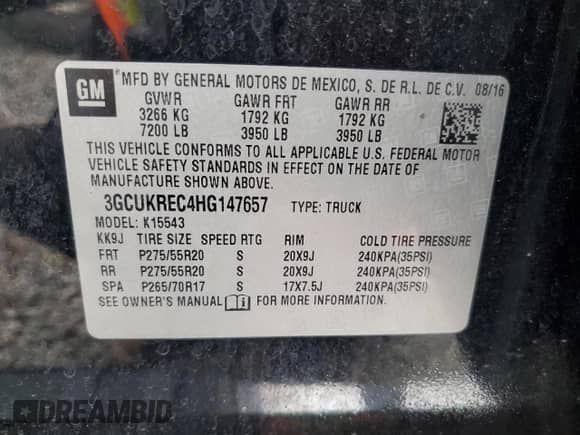 GM
MFD BY GENERAL MOTORS DE MEXICO, S. DE R.L. DE C.V. 08/16
GVWR GAWR FRT GAWR RR
3266 KG 1792 KG 1792 KG
7200 LB 3950 LB 3950 LB
THIS VEHICLE CONFORMS TO ALL APPLICABLE U.S. FEDERAL MOTOR
VEHICLE SAFETY STANDARDS IN EFFECT ON THE DATE OF
MANUFACTURE SHOWN ABOVE.
3GCUKREC4HG147657 TYPE: TRUCK
MODEL: K15543
KK9J TIRE SIZE SPEED RTG RIM COLD TIRE PRESSURE
FRT P275/55R20 S 20X9J 240KPA(35PSI)
RR P275/55R20 S 20X9J 240KPA(35PSI)
SPA P265/70R17 S 17X7.5J 240KPA(35PSI)
SEE OWNER'S MANUAL i FOR MORE INFORMATION.
DREAMBID